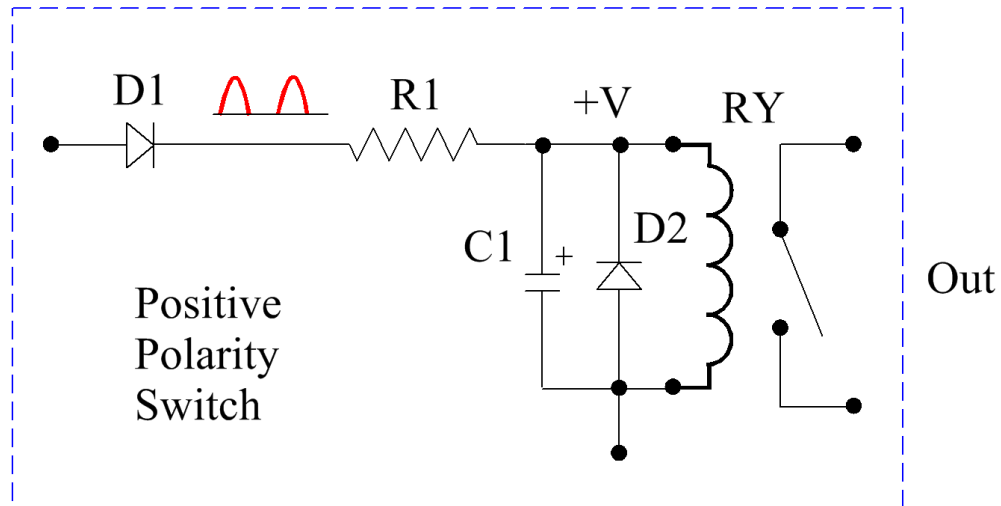 D1
R1
+V
RY
C1
+
D2
Out
Positive
Polarity
Switch